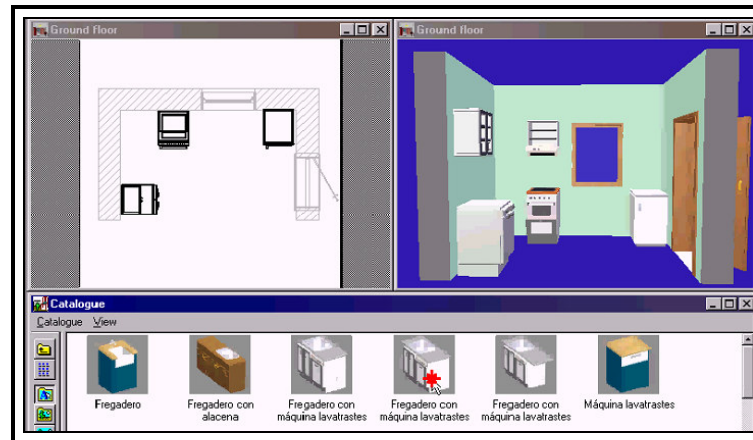 Ground floor
Ground floor
Catalogue
Catalogue View
Fregadero
Fregadero con
alacena
Fregadero con
máquina lavatrastes
Fregadero con
máquina lavatrastes
Fregadero con
máquina lavatrastes
Máquina lavatrastes